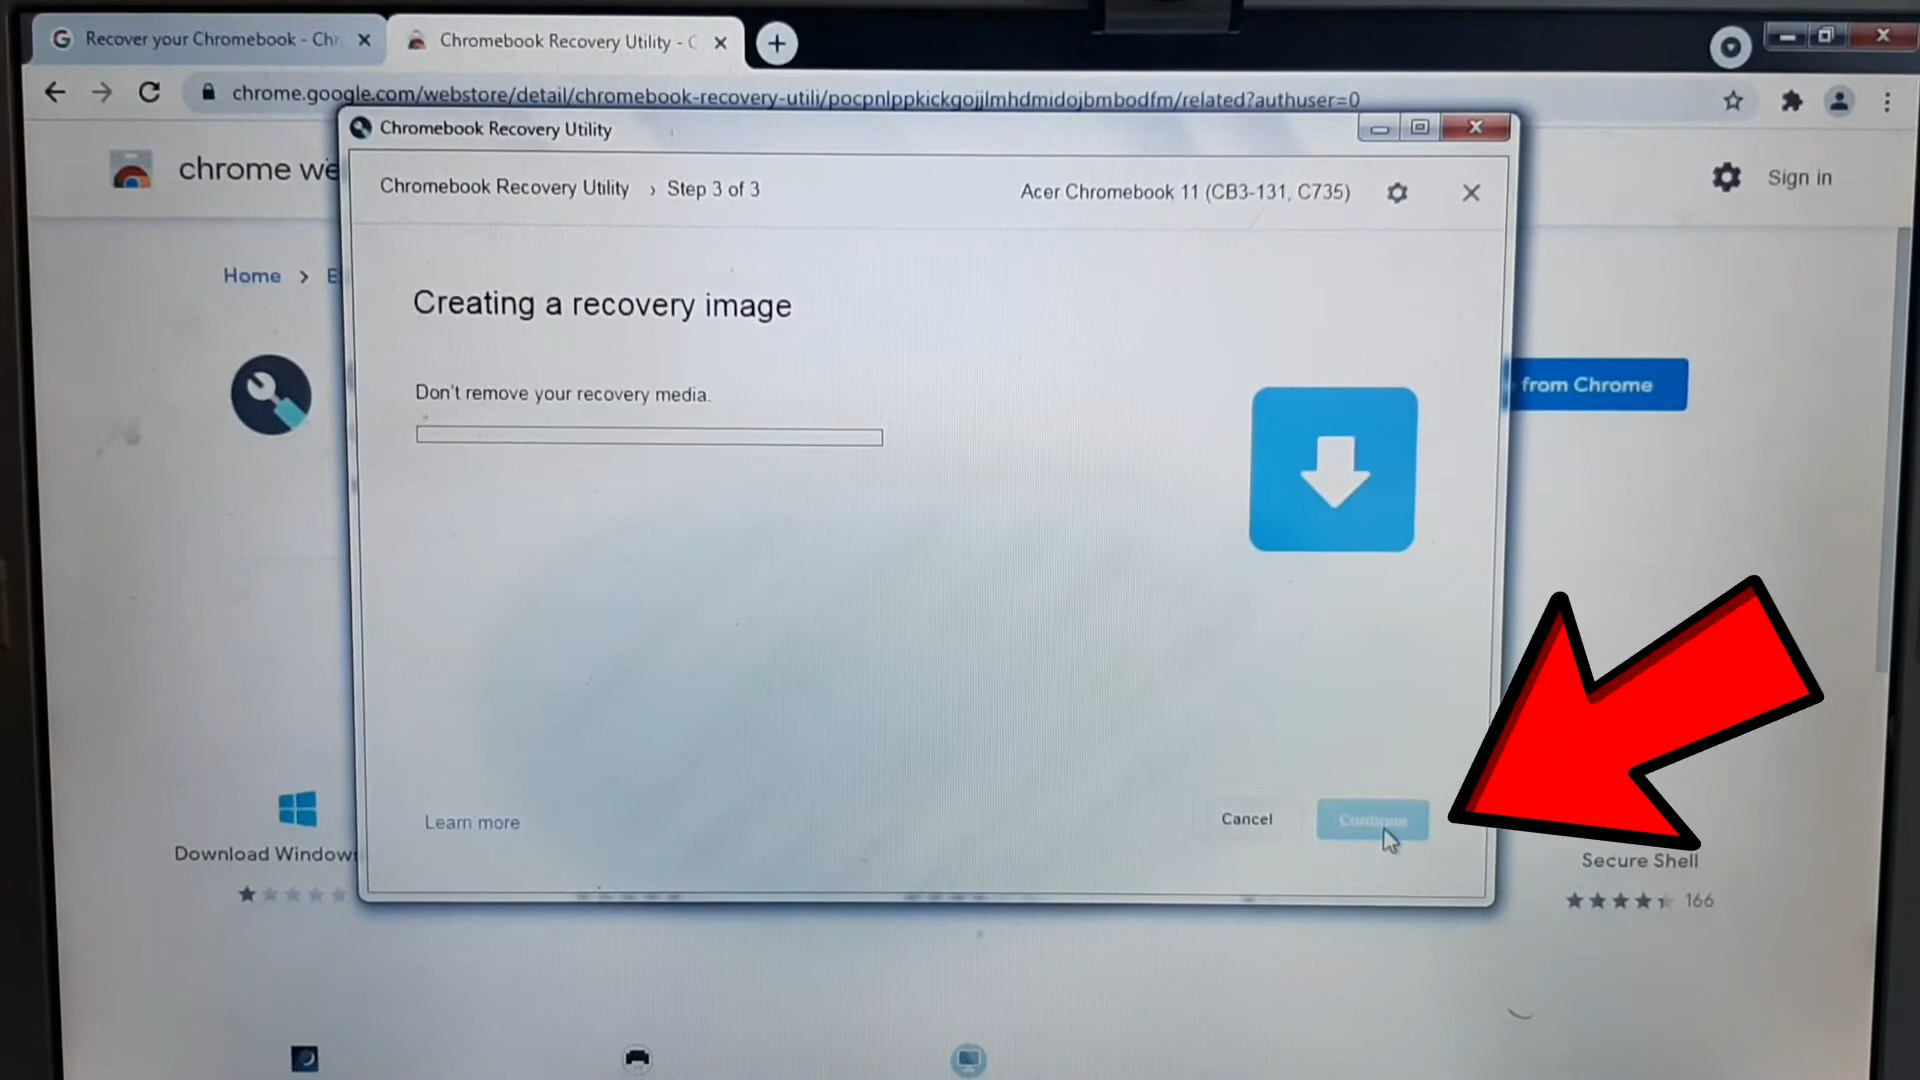 Recover your Chromebook - Chr
Chromebook Recovery Utility - C
chrome.google.com/webstore/detail/chromebook-recovery-utili/pocpnlppkickgojjlmhdmidojbmbodfm/related?authuser=0
Chromebook Recovery Utility
chrome we
Sign in
Chromebook Recovery Utility › Step 3 of 3
Acer Chromebook 11 (CB3-131, C735)
Home > E
Creating a recovery image
from Chrome
Don't remove your recovery media.
Learn more
Cancel
Continue
Download Windows
Secure Shell
166